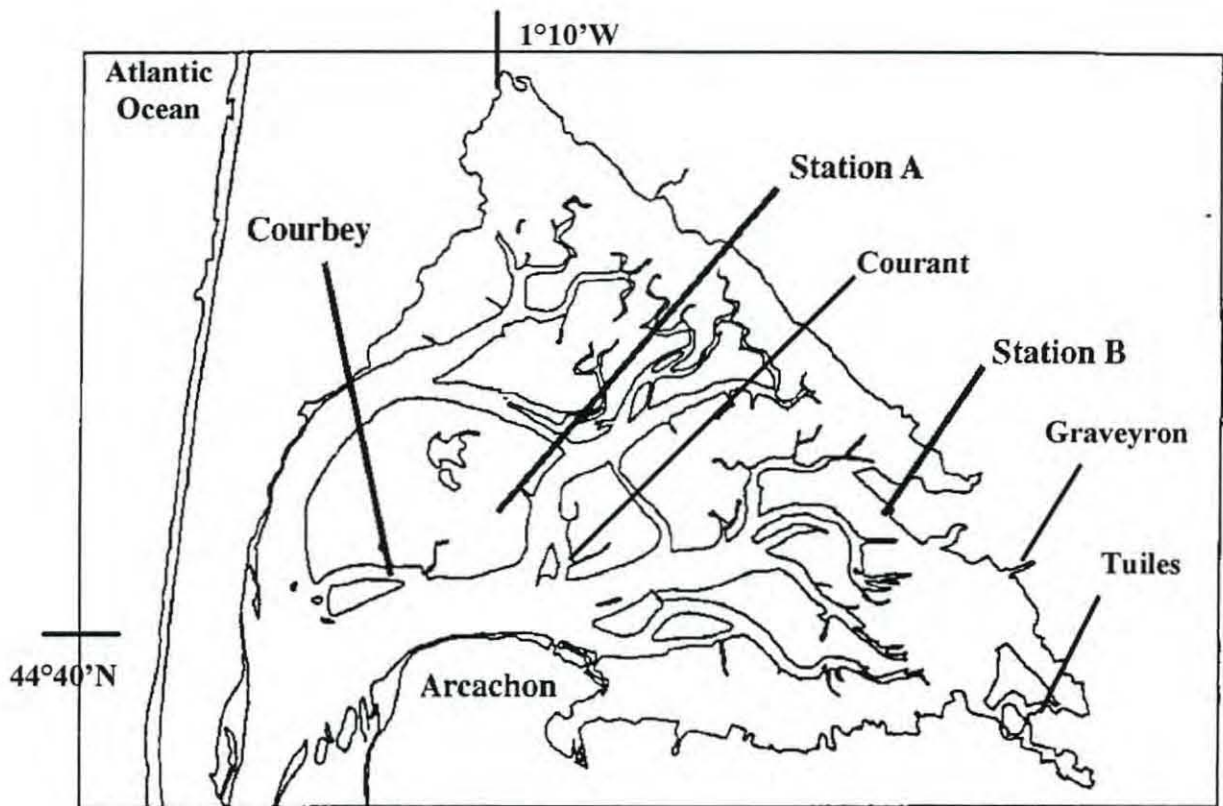 1°10'W
Atlantic
Ocean
Station A
Courbey
Courant
Station B
Graveyron
Tuiles
44°40'N
Arcachon